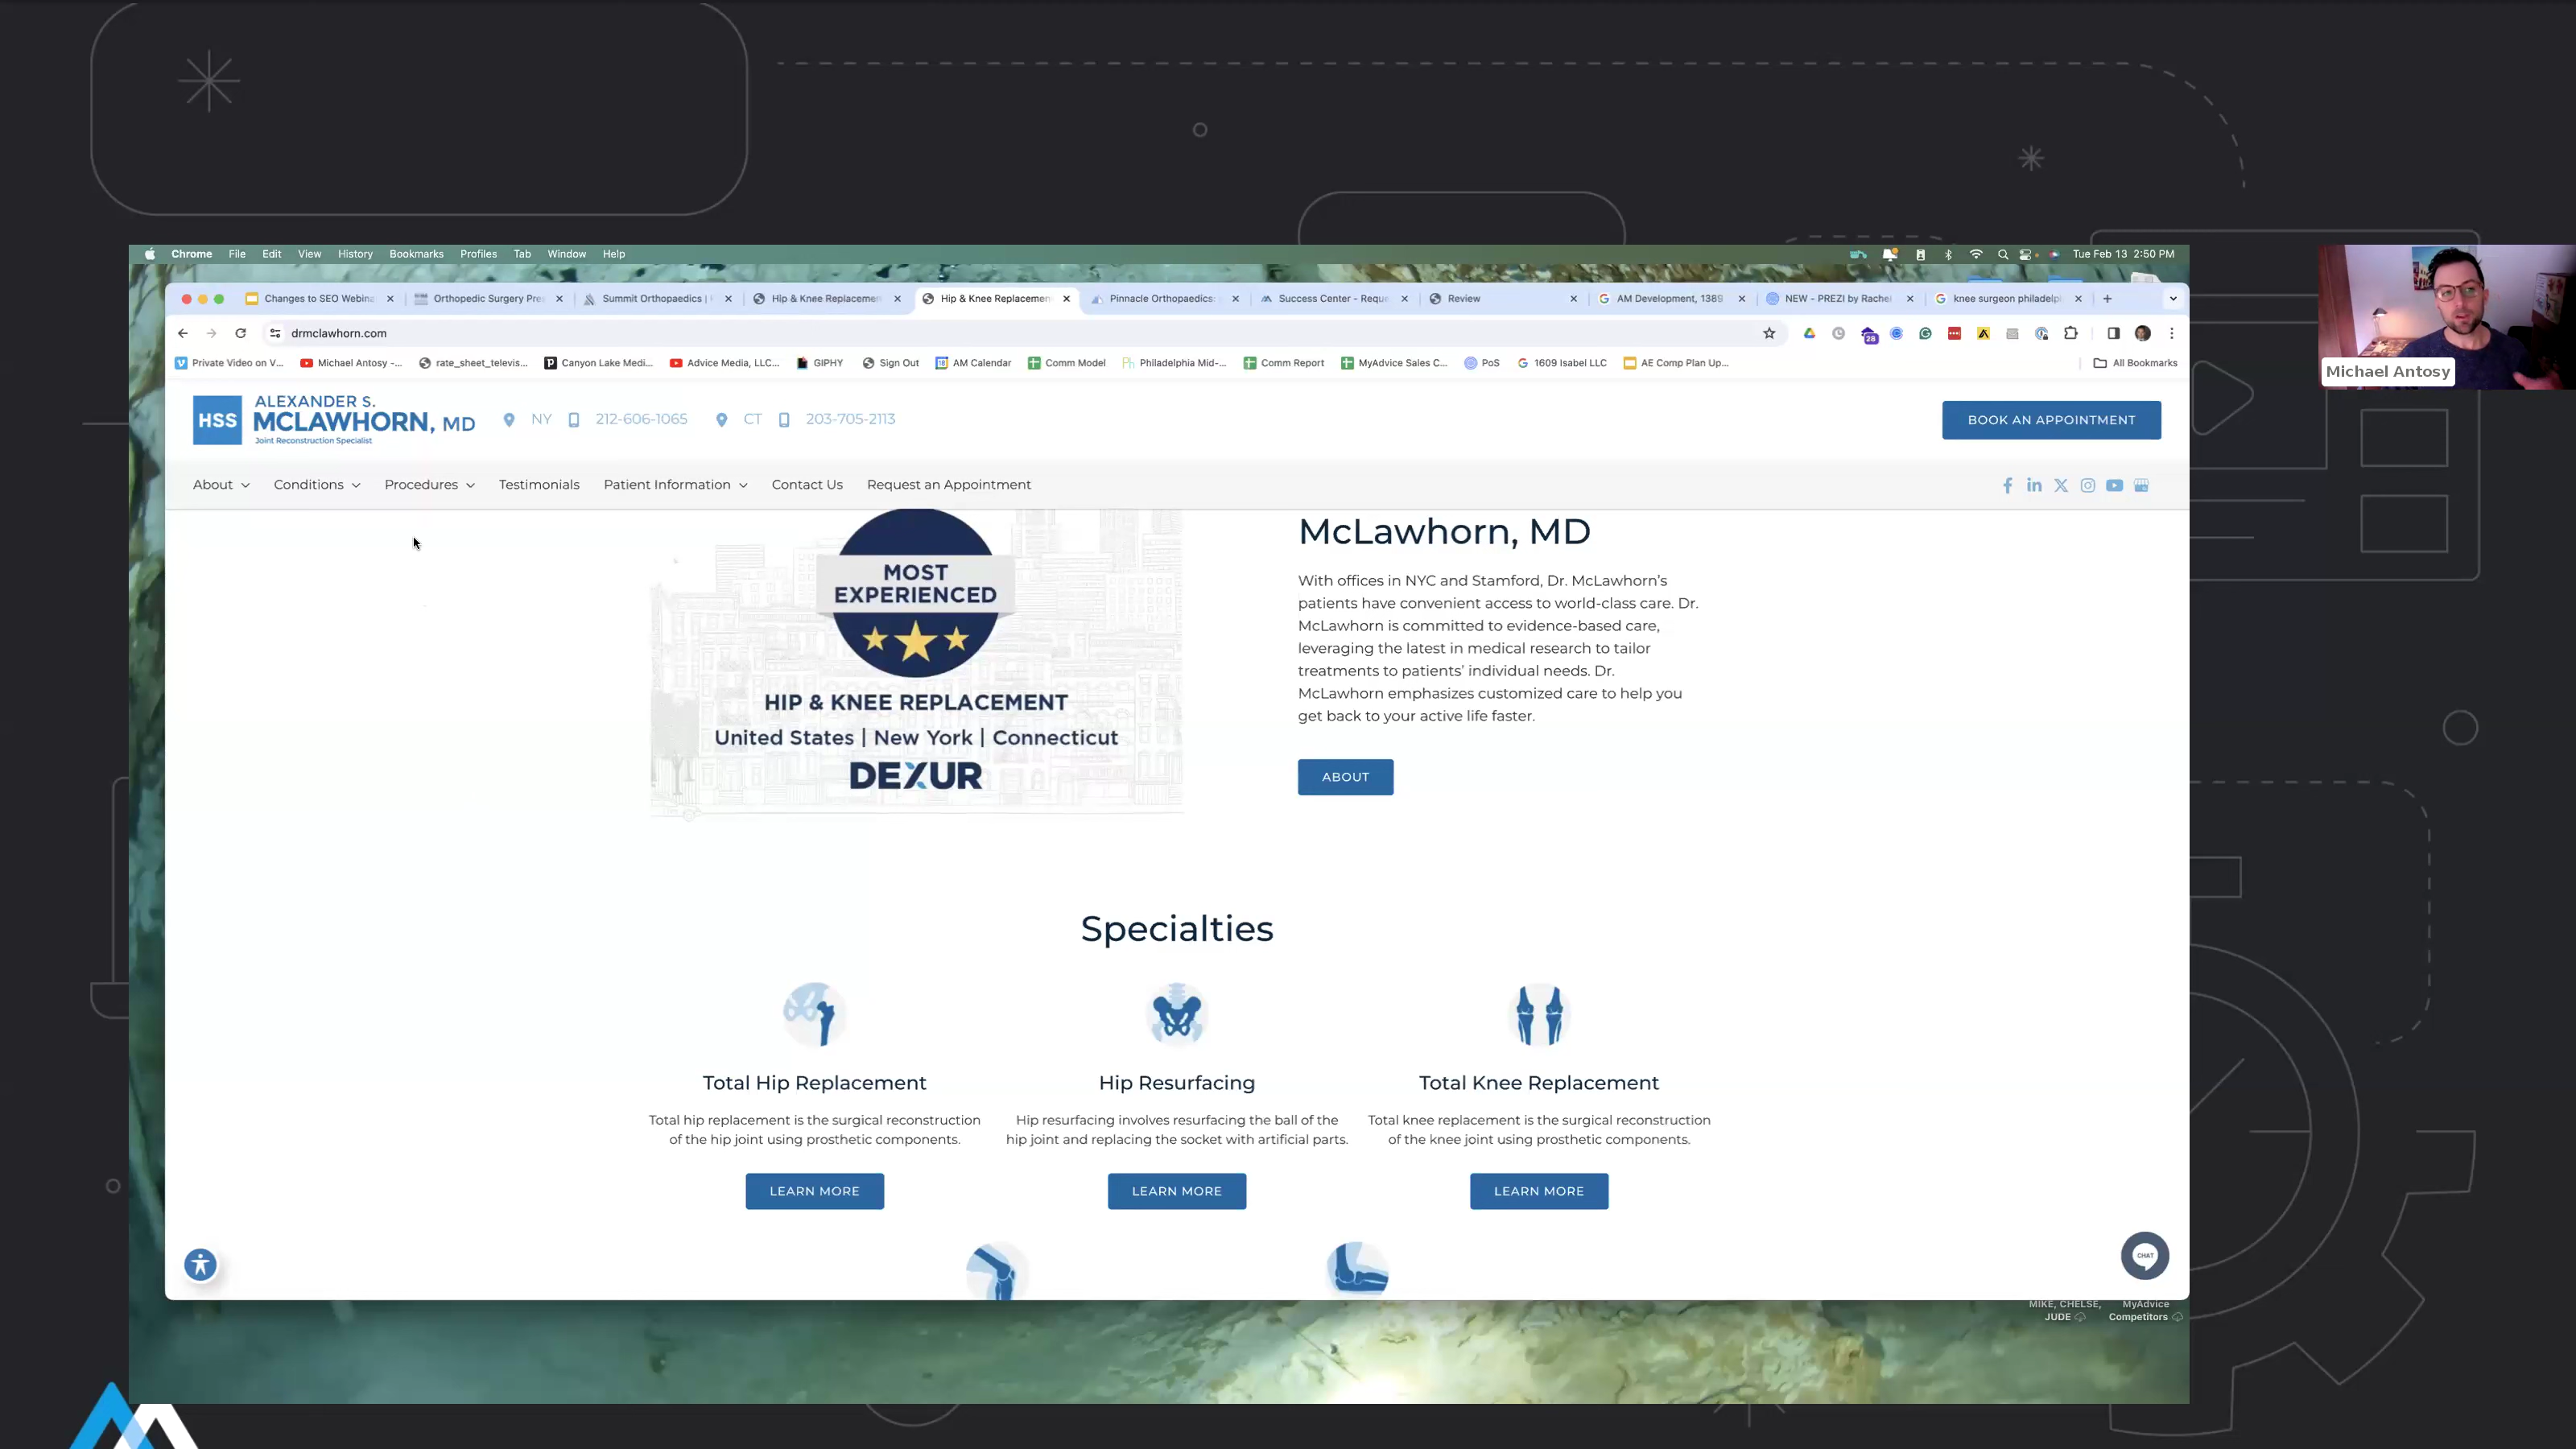 Chrome File Edit View History Bookmarks Profiles Tab Window Help
Tue Feb 13 2:50 PM
Changes to SEO Webina
Orthopedic Surgery Pre
Summit Orthopaedics |
Hip & Knee Replacemen
Hip & Knee Replacemen
Pinnacle Orthopaedics:
Success Center - Reque
Review
AM Development, 1389
NEW - PREZI by Rache
knee surgeon philadelp
drmclawhorn.com
28
Private Video on V...
Michael Antosy -...
rate_sheet_televis...
Canyon Lake Medi...
Advice Media, LLC...
GIPHY
Sign Out
AM Calendar
Comm Model
Philadelphia Mid-...
Comm Report
MyAdvice Sales C...
PoS
1609 Isabel LLC
AE Comp Plan Up...
All Bookmarks
Michael Antosy
HSS
ALEXANDER S.
MCLAWHORN, MD
Joint Reconstruction Specialist
NY 212-606-1065 CT 203-705-2113
BOOK AN APPOINTMENT
About Conditions Procedures Testimonials Patient Information Contact Us Request an Appointment
MOST
EXPERIENCED
HIP & KNEE REPLACEMENT
United States | New York | Connecticut
DEXUR
McLawhorn, MD
With offices in NYC and Stamford, Dr. McLawhorn's
patients have convenient access to world-class care. Dr.
McLawhorn is committed to evidence-based care,
leveraging the latest in medical research to tailor
treatments to patients' individual needs. Dr.
McLawhorn emphasizes customized care to help you
get back to your active life faster.
ABOUT
Specialties
Total Hip Replacement
Total hip replacement is the surgical reconstruction
of the hip joint using prosthetic components.
LEARN MORE
Hip Resurfacing
Hip resurfacing involves resurfacing the ball of the
hip joint and replacing the socket with artificial parts.
LEARN MORE
Total Knee Replacement
Total knee replacement is the surgical reconstruction
of the knee joint using prosthetic components.
LEARN MORE
CHAT
MIKE, CHELSE,
JUDE
MyAdvice
Competitors